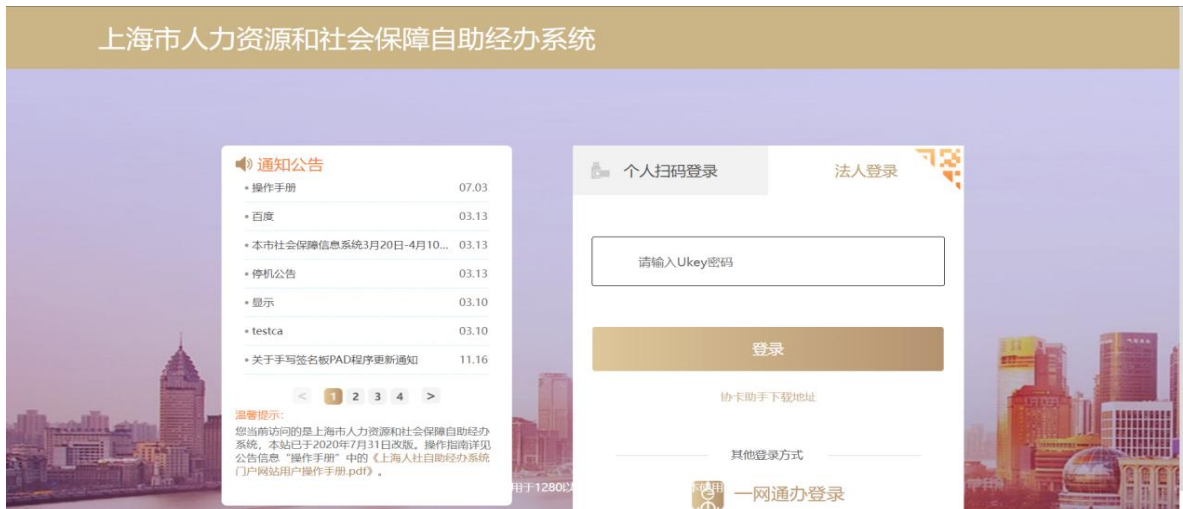 上海市人力资源和社会保障自助经办系统
通知公告
操作手册 07.03
百度 03.13
本市社会保障信息系统3月20日-4月10... 03.13
停机公告 03.13
显示 03.10
testca 03.10
关于手写签名板PAD程序更新通知 11.16
< 1 2 3 4 >
温馨提示:
您当前访问的是上海市人力资源和社会保障自助经办
系统，本站已于2020年7月31日改版。操作指南详见
公告信息“操作手册”中的《上海人社自助经办系统
门户网站用户操作手册.pdf》。
个人扫码登录 法人登录
请输入Ukey密码
登录
协卡助手下载地址
其他登录方式
用于1280以
一网通办登录